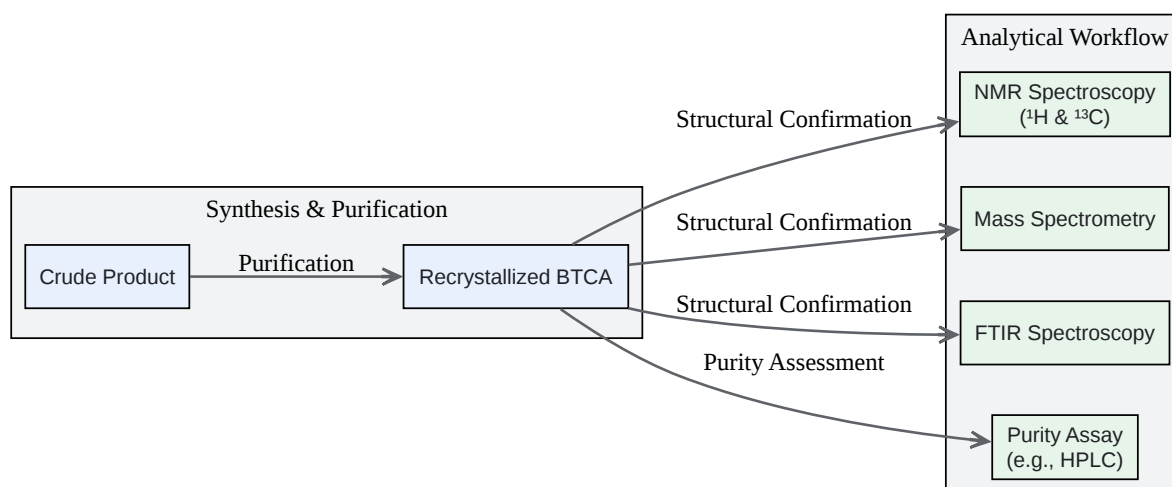 Analytical Workflow
NMR Spectroscopy
(¹H & ¹³C)
Structural Confirmation
Synthesis & Purification
Structural Confirmation
Mass Spectrometry
Crude Product
Purification
Recrystallized BTCA
Structural Confirmation
FTIR Spectroscopy
Purity Assessment
Purity Assay
(e.g., HPLC)